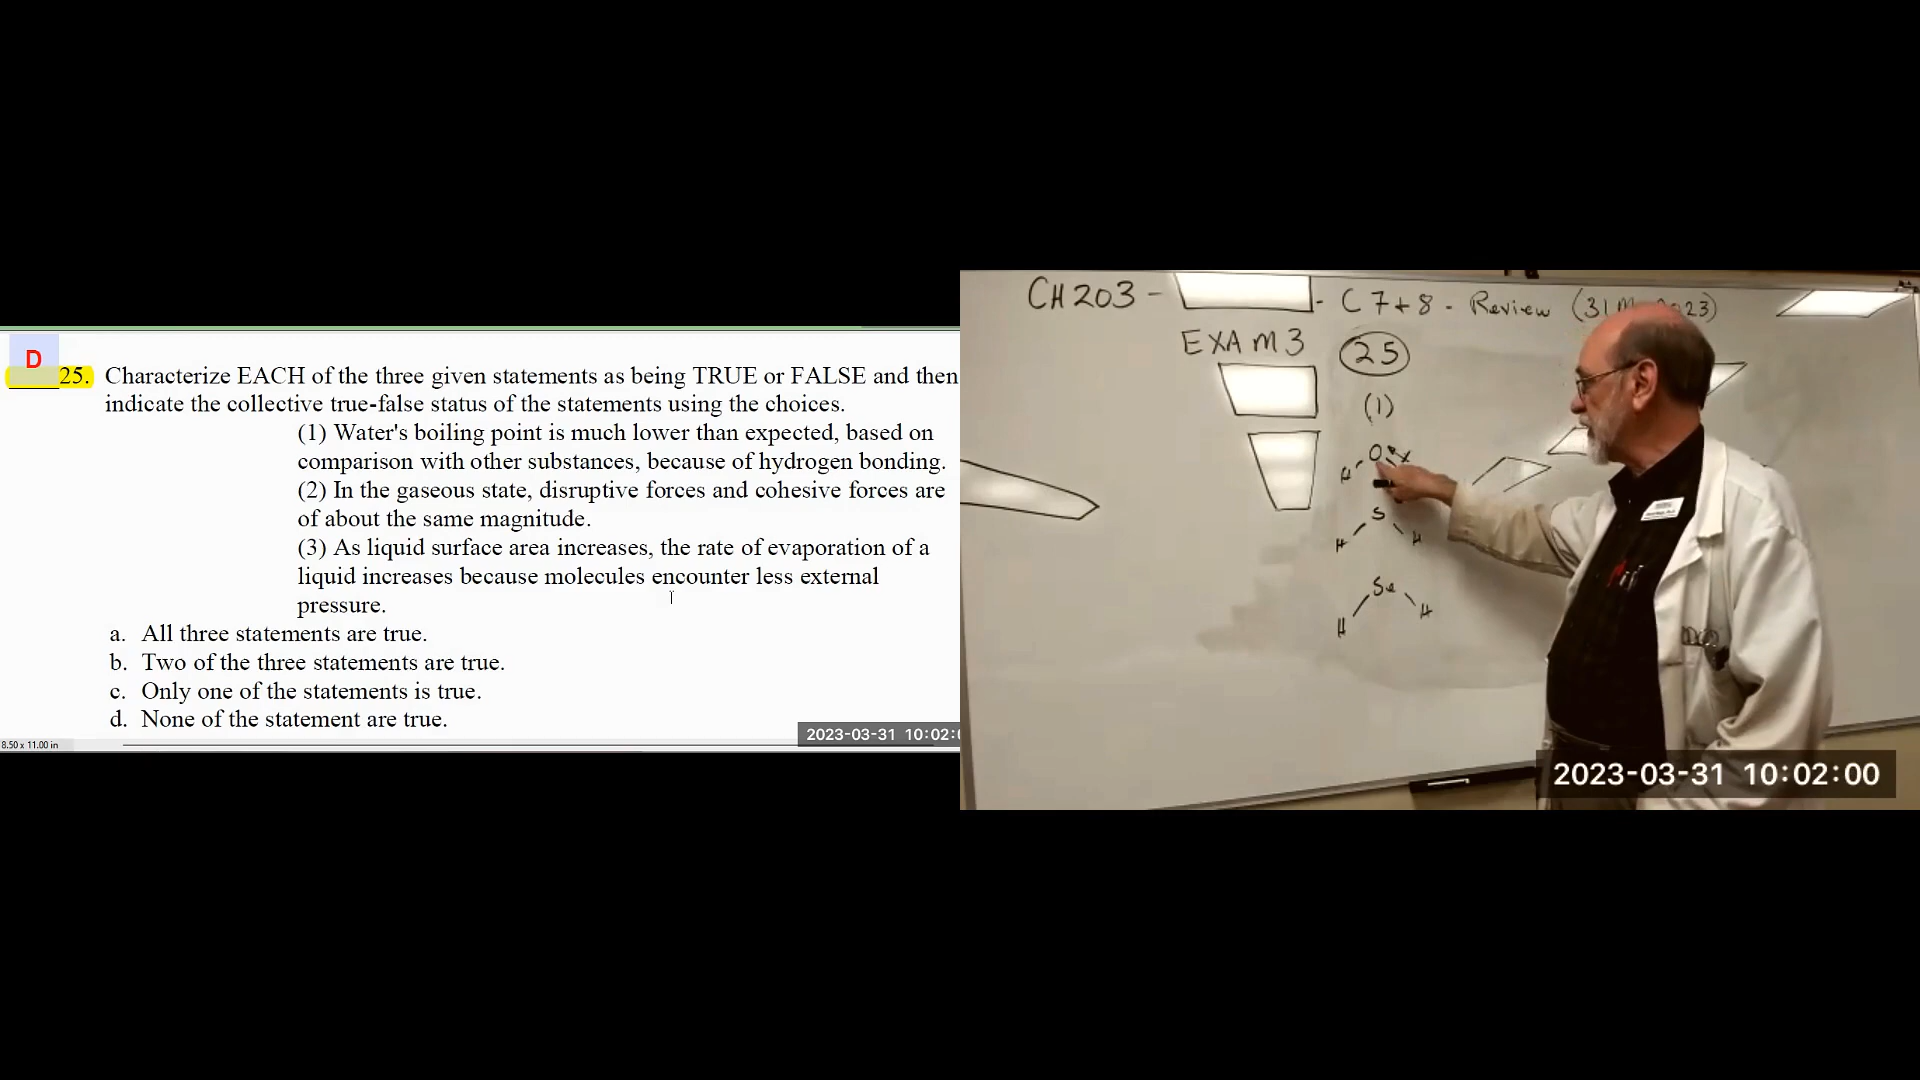 D
25. Characterize EACH of the three given statements as being TRUE or FALSE and then
indicate the collective true-false status of the statements using the choices.
(1) Water's boiling point is much lower than expected, based on
comparison with other substances, because of hydrogen bonding.
(2) In the gaseous state, disruptive forces and cohesive forces are
of about the same magnitude.
(3) As liquid surface area increases, the rate of evaporation of a
liquid increases because molecules encounter less external
pressure.
a. All three statements are true.
b. Two of the three statements are true.
c. Only one of the statements is true.
d. None of the statement are true.
8.50 x 11.00 in
2023-03-31 10:02:
CH203 - - C 7+8 - Review (31 M 2023)
EXAM 3
25
(1)
O
H
S
H H
Se
H H
2023-03-31 10:02:00